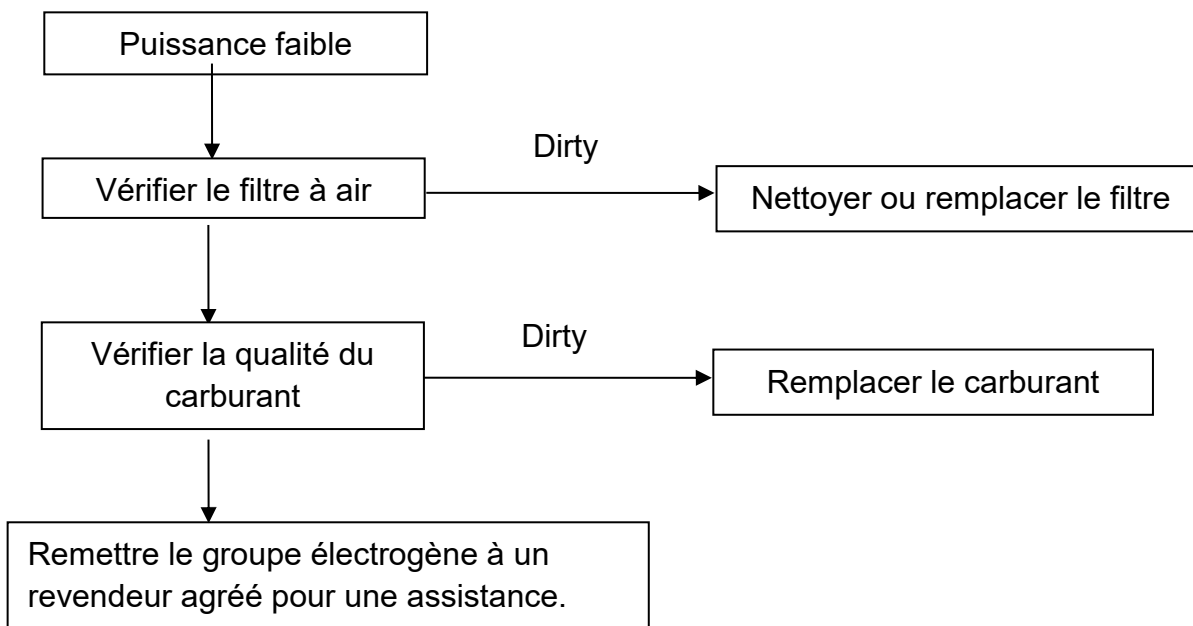 Puissance faible
Dirty
Vérifier le filtre à air
Nettoyer ou remplacer le filtre
Dirty
Vérifier la qualité du
carburant
Remplacer le carburant
Remettre le groupe électrogène à un
revendeur agréé pour une assistance.